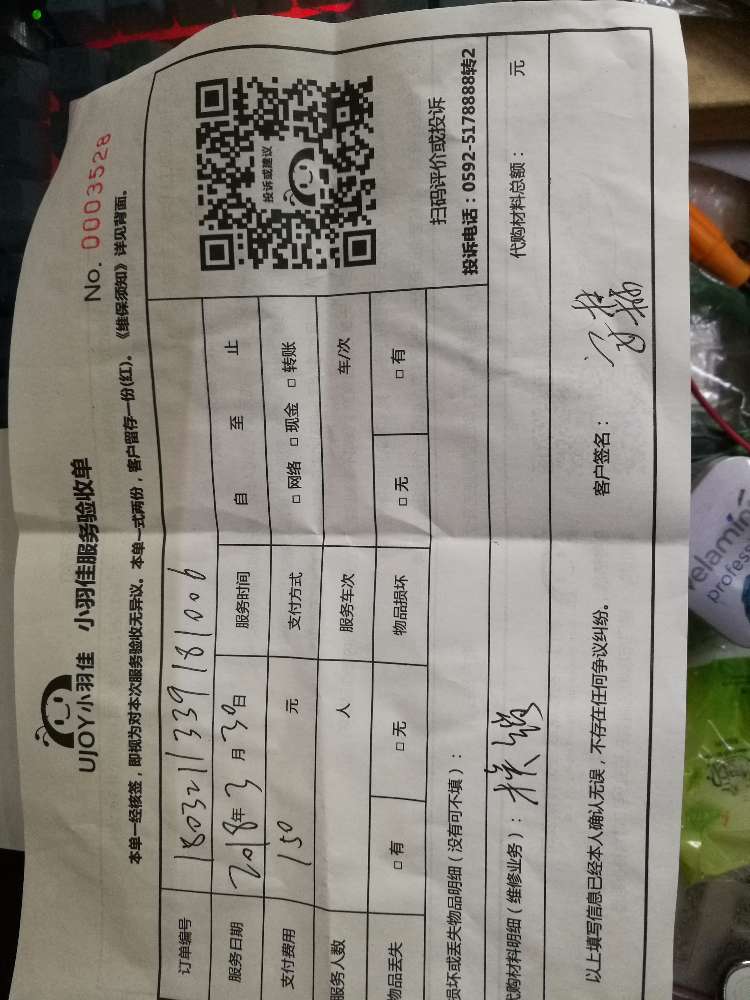 UJOY小羽佳 小羽佳服务验收单
No. 0003528
本单一经核签，即视为对本次服务验收无异议。本单一式两份，客户留存一份(红)。《维保须知》详见背面。
订单编号 1803211339181006
服务日期 2018年3月30日 服务时间 自 至 止
支付费用 150 元 支付方式 □ 网络 □ 现金 □ 转账
服务人数 人 服务车次 车/次
物品丢失 □ 有 □ 无 物品损坏 □ 无 □ 有
投诉或建议
扫码评价或投诉
投诉电话：0592-5178888转2
损坏或丢失物品明细（没有可不填）：
代购材料明细（维修业务）： 代购材料总额： 元
以上填写信息已经本人确认无误，不存在任何争议纠纷。 客户签名：
relamic
profess